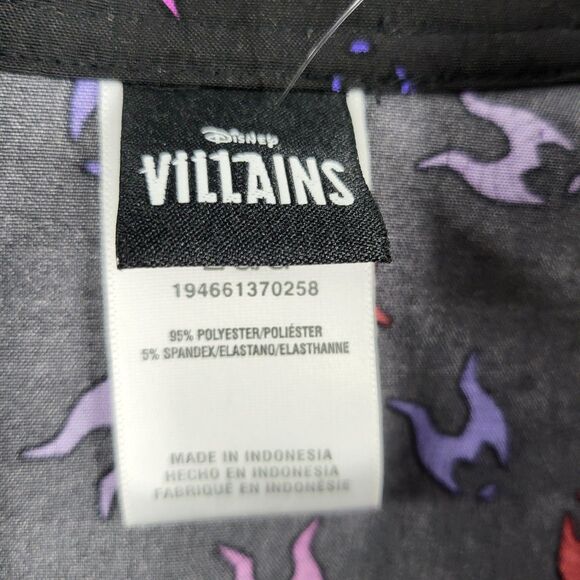 Disney
VILLAINS
194661370258
95% POLYESTER/POLIÉSTER
5% SPANDEX/ELASTANO/ELASTHANNE
MADE IN INDONESIA
HECHO EN INDONESIA
FABRIQUÉ EN INDONÉSIE